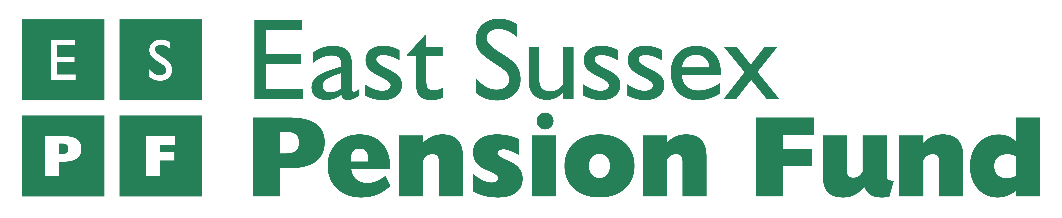 E S
P F
East Sussex
Pension Fund